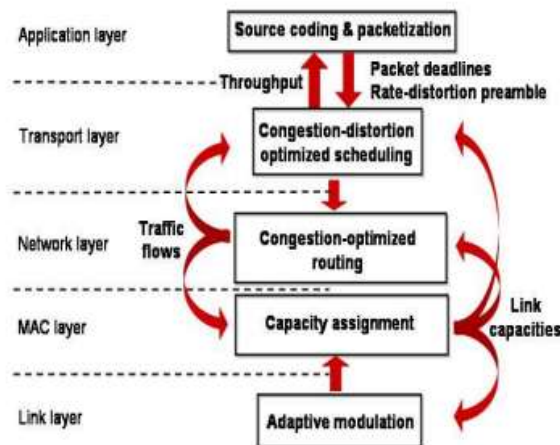 Application layer
Source coding & packetization
Throughput
Packet deadlines
Rate-distortion preamble
Transport layer
Congestion-distortion
optimized scheduling
Traffic
flows
Network layer
Congestion-optimized
routing
MAC layer
Capacity assignment
Link
capacities
Link layer
Adaptive modulation